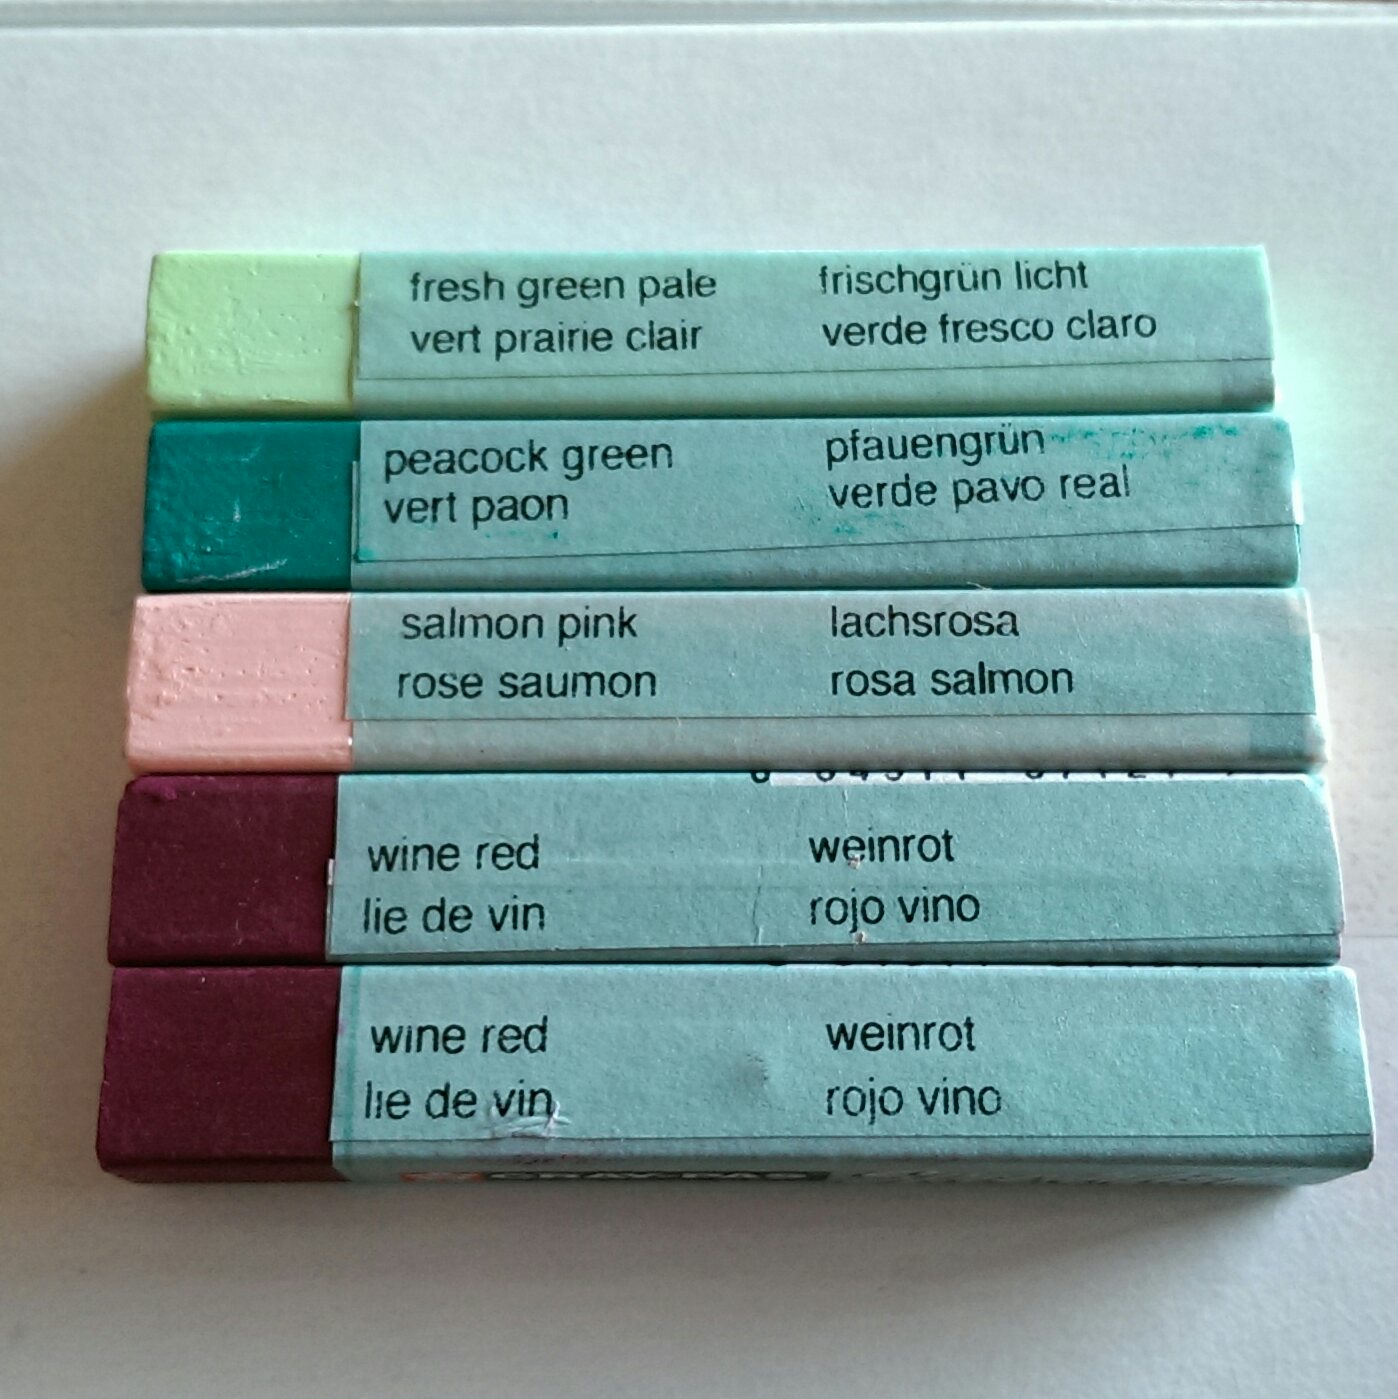 fresh green pale
vert prairie clair
frischgrün licht
verde fresco claro
peacock green
vert paon
pfauengrün
verde pavo real
salmon pink
rose saumon
lachsrosa
rosa salmon
wine red
lie de vin
weinrot
rojo vino
wine red
lie de vin
weinrot
rojo vino